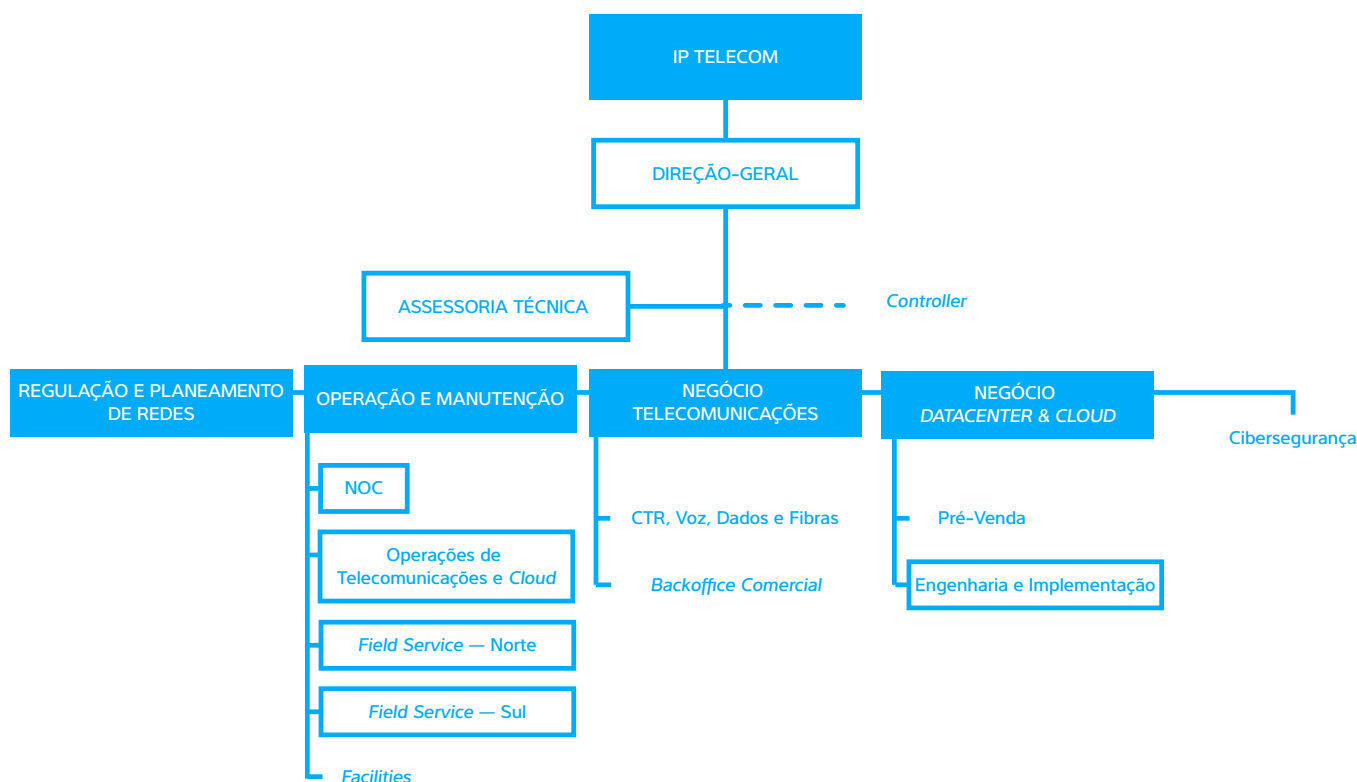 IP TELECOM
DIREÇÃO-GERAL
ASSESSORIA TÉCNICA
Controller
REGULAÇÃO E PLANEAMENTO
DE REDES
OPERAÇÃO E MANUTENÇÃO
NEGÓCIO
TELECOMUNICAÇÕES
NEGÓCIO
DATACENTER & CLOUD
Cibersegurança
NOC
Operações de
Telecomunicações e Cloud
Field Service — Norte
Field Service — Sul
Facilities
CTR, Voz, Dados e Fibras
Backoffice Comercial
Pré-Venda
Engenharia e Implementação